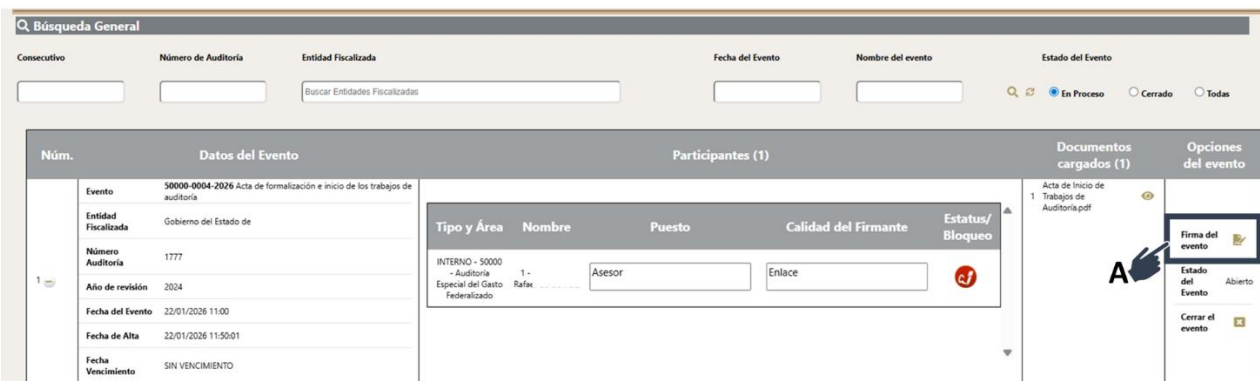 Búsqueda General
Consecutivo
Número de Auditoría
Entidad Fiscalizada
Fecha del Evento
Nombre del evento
Estado del Evento
Buscar Entidades Fiscalizadas
En Proceso
Cerrado
Todas
Núm.
Datos del Evento
Participantes (1)
Documentos
cargados (1)
Opciones
del evento
1
Evento
50000-0004-2026 Acta de formalización e inicio de los trabajos de
auditoría
Entidad
Fiscalizada
Gobierno del Estado de
Número
Auditoría
1777
Año de revisión
2024
Fecha del Evento
22/01/2026 11:00
Fecha de Alta
22/01/2026 11:50:01
Fecha
Vencimiento
SIN VENCIMIENTO
Tipo y Área
Nombre
Puesto
Calidad del Firmante
Estatus/
Bloqueo
INTERNO - 50000
- Auditoría
Especial del Gasto
Federalizado
1 -
Asesor
Enlace
1
Acta de Inicio de
Trabajos de
Auditoría.pdf
Firma del
evento
A
Estado
del
Evento
Abierto
Cerrar el
evento